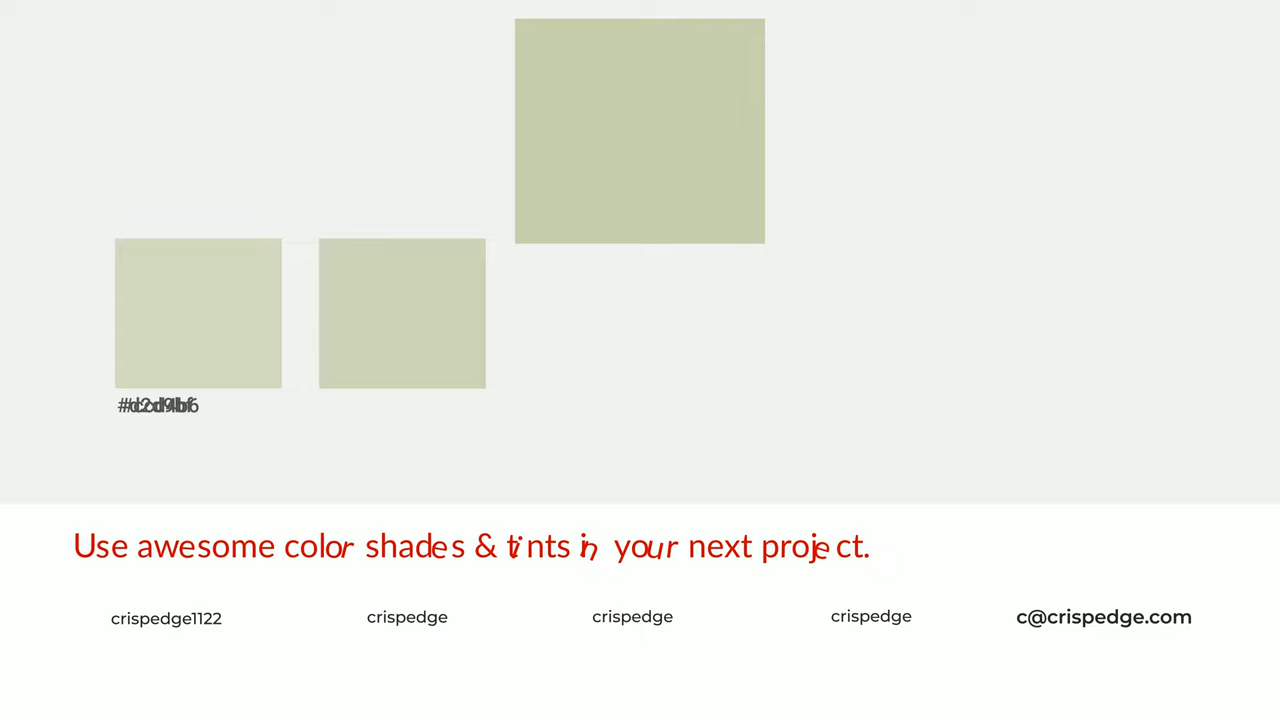 Use awesome color shades & tints in your next project.
crispedge1122 crispedge crispedge crispedge c@crispedge.com